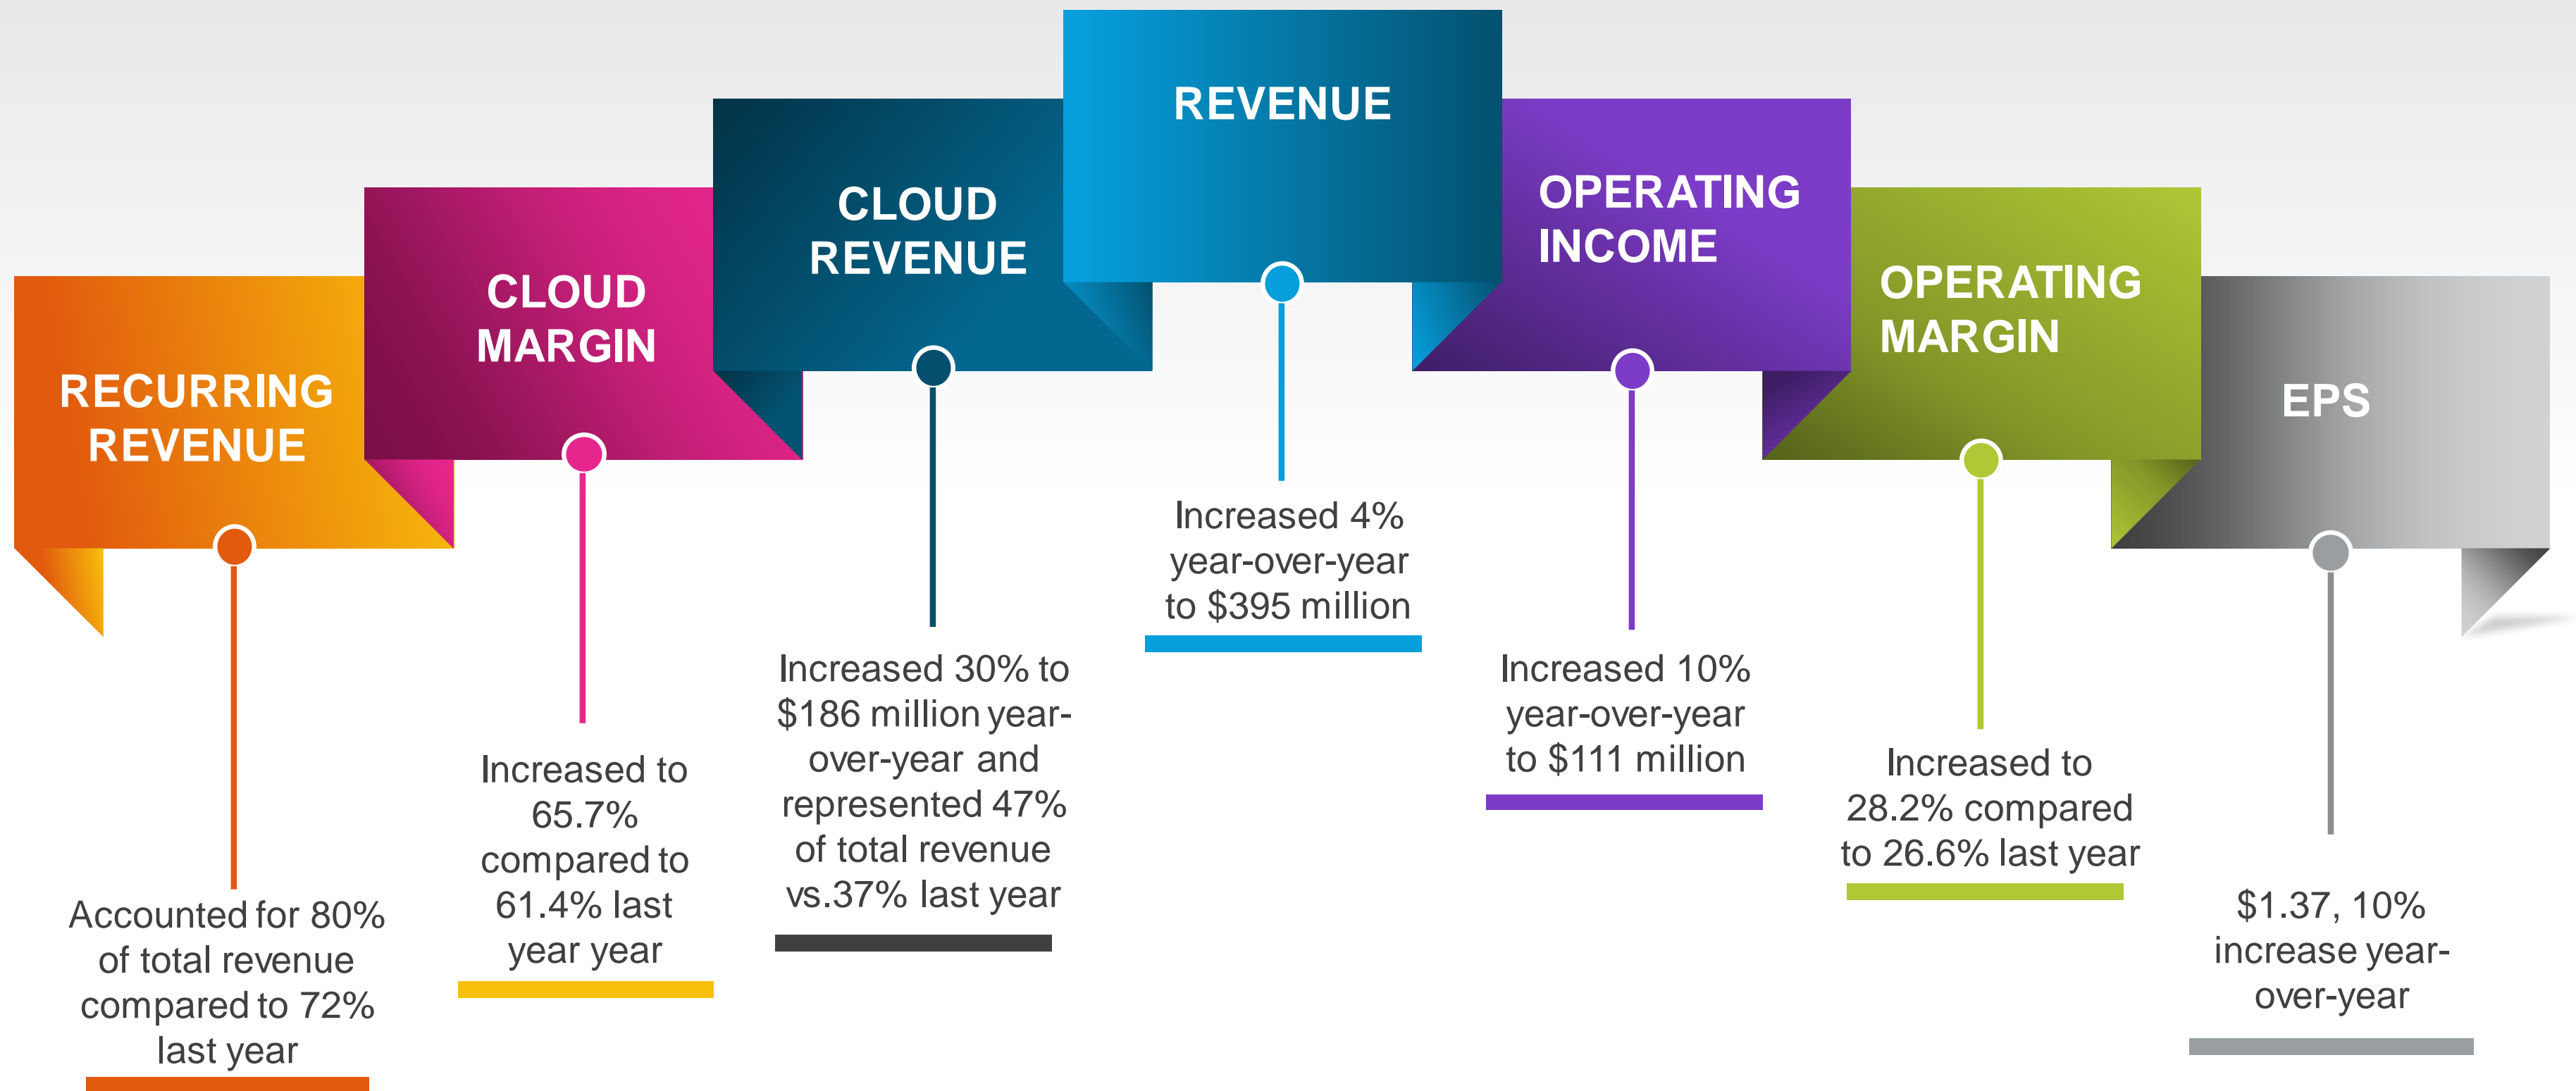 RECURRING
REVENUE
Accounted for 80%
of total revenue
compared to 72%
last year
CLOUD
MARGIN
Increased to
65.7%
compared to
61.4% last
year year
CLOUD
REVENUE
Increased 30% to
$186 million year-
over-year and
represented 47%
of total revenue
vs.37% last year
REVENUE
Increased 4%
year-over-year
to $395 million
OPERATING
INCOME
Increased 10%
year-over-year
to $111 million
OPERATING
MARGIN
Increased to
28.2% compared
to 26.6% last year
EPS
$1.37, 10%
increase year-
over-year